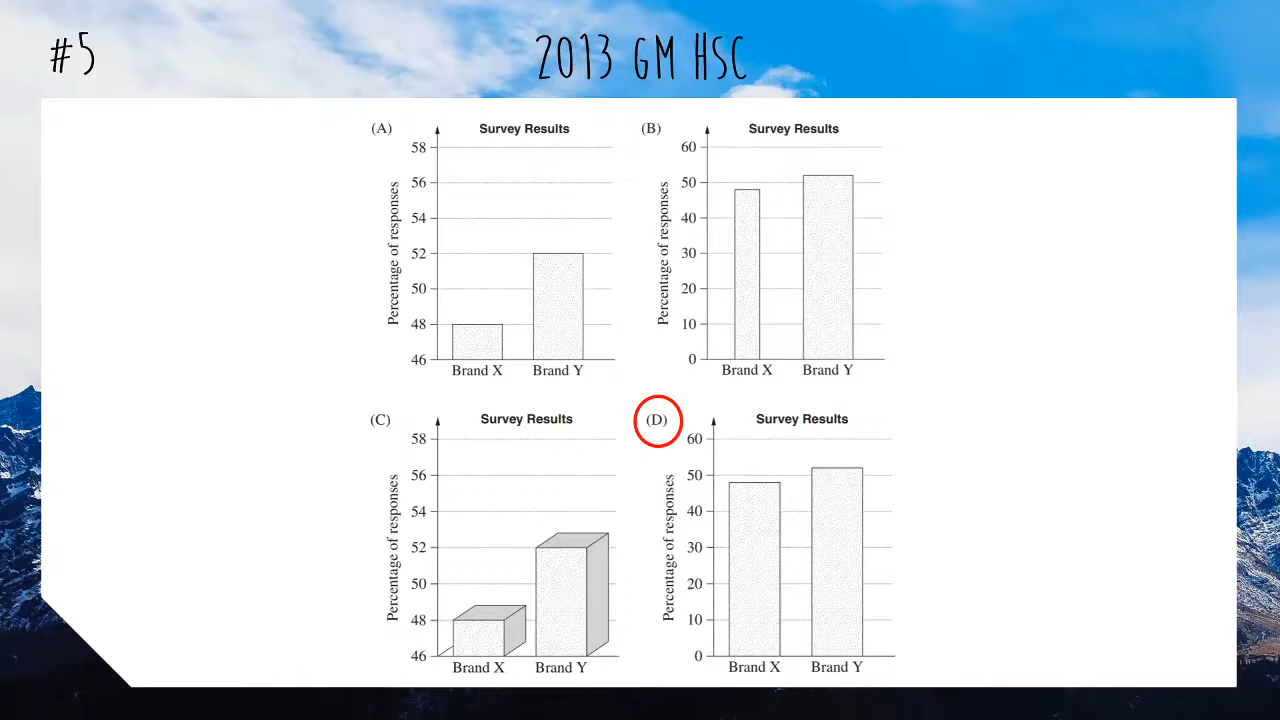 #5
2013 GM HSC
(A)
Survey Results
Percentage of responses
58
56
54
52
50
48
46
Brand X
Brand Y
(B)
Survey Results
Percentage of responses
60
50
40
30
20
10
0
Brand X
Brand Y
(C)
Survey Results
Percentage of responses
58
56
54
52
50
48
46
Brand X
Brand Y
(D)
Survey Results
Percentage of responses
60
50
40
30
20
10
0
Brand X
Brand Y